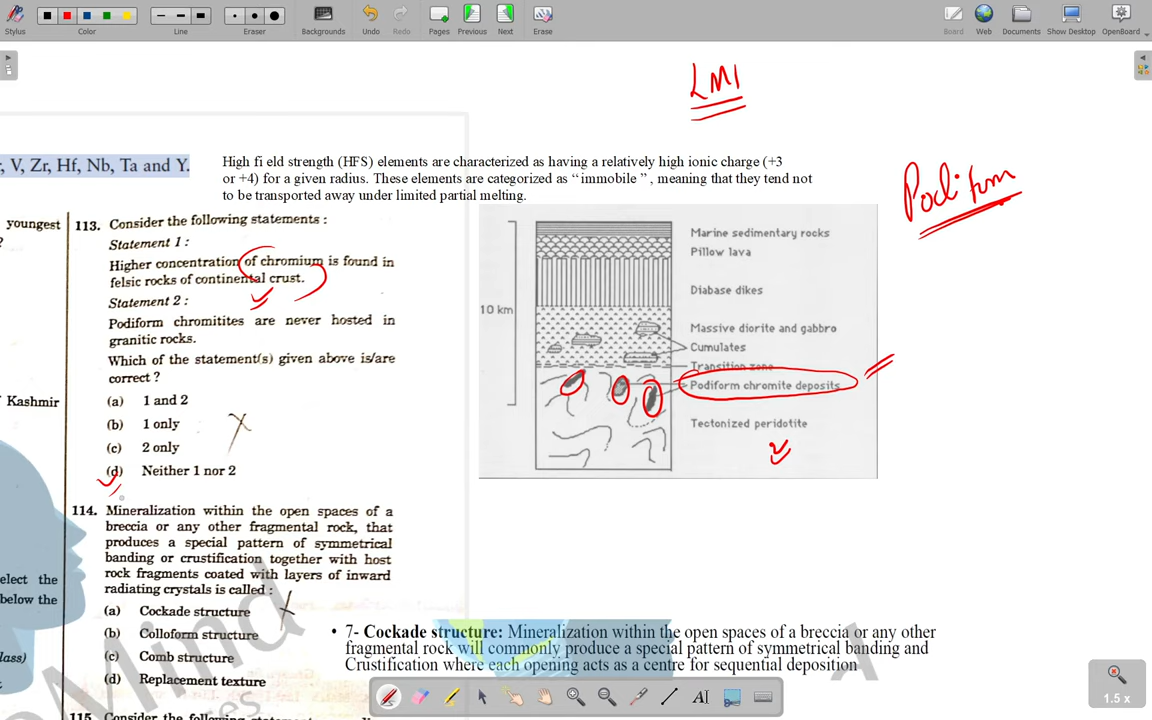 Stylus
Color
Line
Eraser
Backgrounds
Undo
Redo
Pages
Previous
Next
Erase
Board
Web
Documents
Show Desktop
OpenBoard
LMI
, V, Zr, Hf, Nb, Ta and Y.
High fi eld strength (HFS) elements are characterized as having a relatively high ionic charge (+3
or +4) for a given radius. These elements are categorized as “immobile”, meaning that they tend not
to be transported away under limited partial melting.
Podiform
youngest
?
Kashmir
elect the
below the
lass)
113. Consider the following statements :
Statement 1 :
Higher concentration of chromium is found in
felsic rocks of continental crust.
Statement 2 :
Podiform chromitites are never hosted in
granitic rocks.
Which of the statement(s) given above is/are
correct ?
(a) 1 and 2
(b) 1 only
(c) 2 only
(d) Neither 1 nor 2
Marine sedimentary rocks
Pillow lava
Diabase dikes
10 km
Massive diorite and gabbro
Cumulates
Transition zone
Podiform chromite deposits
Tectonized peridotite
114. Mineralization within the open spaces of a
breccia or any other fragmental rock, that
produces a special pattern of symmetrical
banding or crustification together with host
rock fragments coated with layers of inward
radiating crystals is called :
(a) Cockade structure
(b) Colloform structure
(c) Comb structure
(d) Replacement texture
• 7- Cockade structure: Mineralization within the open spaces of a breccia or any other
fragmental rock will commonly produce a special pattern of symmetrical banding and
Crustification where each opening acts as a centre for sequential deposition
115. Consider the following statements :
Mind
1.5 x